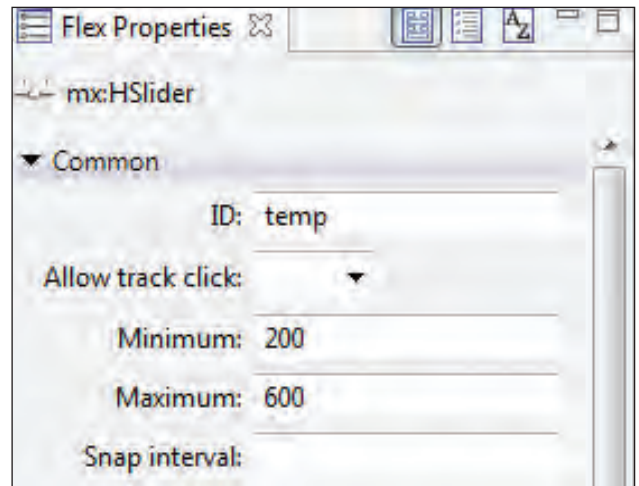 Flex Properties
mx:HSlider
Common
ID: temp
Allow track click:
Minimum: 200
Maximum: 600
Snap interval: